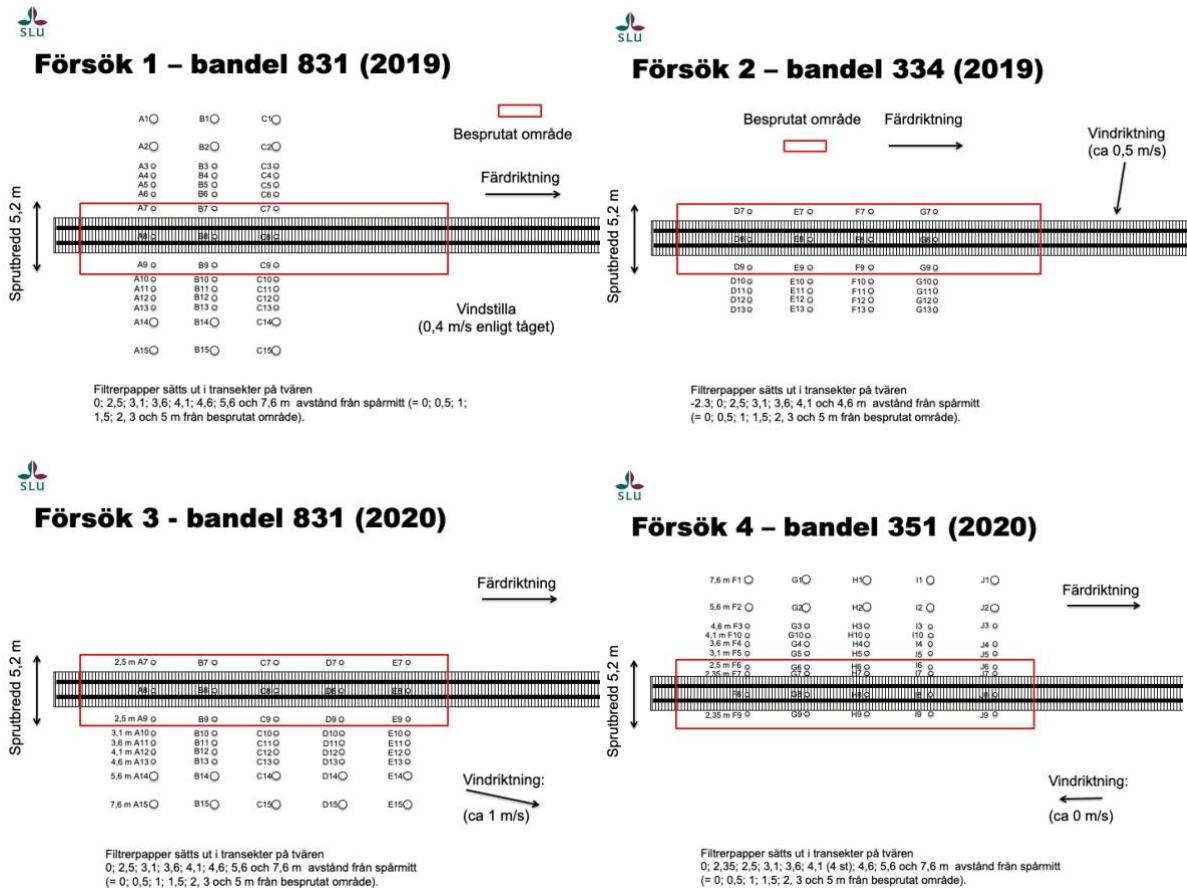 SLU
Försök 1 – bandel 831 (2019)
A1 B1 C1
A2 B2 C2
A3 B3 C3
A4 B4 C4
A5 B5 C5
A6 B6 C6
A7 B7 C7
A8 B8 C8
A9 B9 C9
A10 B10 C10
A11 B11 C11
A12 B12 C12
A13 B13 C13
A14 B14 C14
A15 B15 C15
Sprutbredd 5,2 m
Besprutat område
Färdriktning
Vindstilla
(0,4 m/s enligt tåget)
Filtrerpapper sätts ut i transekter på tvären
0; 2,5; 3,1; 3,6; 4,1; 4,6; 5,6 och 7,6 m avstånd från spårmitt (= 0; 0,5; 1;
1,5; 2, 3 och 5 m från besprutat område).
SLU
Försök 2 – bandel 334 (2019)
Besprutat område
Färdriktning
Vindriktning
(ca 0,5 m/s)
Sprutbredd 5,2 m
D7 E7 F7 G7
D8 E8 F8 G8
D9 E9 F9 G9
D10 E10 F10 G10
D11 E11 F11 G11
D12 E12 F12 G12
D13 E13 F13 G13
Filtrerpapper sätts ut i transekter på tvären
-2.3; 0; 2,5; 3,1; 3,6; 4,1 och 4,6 m avstånd från spårmitt
(= 0; 0,5; 1; 1,5; 2, 3 och 5 m från besprutat område).
SLU
Försök 3 - bandel 831 (2020)
Färdriktning
Sprutbredd 5,2 m
2,5 m A7 B7 C7 D7 E7
A8 B8 C8 D8 E8
2,5 m A9 B9 C9 D9 E9
3,1 m A10 B10 C10 D10 E10
3,6 m A11 B11 C11 D11 E11
4,1 m A12 B12 C12 D12 E12
4,6 m A13 B13 C13 D13 E13
5,6 m A14 B14 C14 D14 E14
7,6 m A15 B15 C15 D15 E15
Vindriktning:
(ca 1 m/s)
Filtrerpapper sätts ut i transekter på tvären
0; 2,5; 3,1; 3,6; 4,1; 4,6; 5,6 och 7,6 m avstånd från spårmitt
(= 0; 0,5; 1; 1,5; 2, 3 och 5 m från besprutat område).
SLU
Försök 4 – bandel 351 (2020)
7,6 m F1 G1 H1 I1 J1
5,6 m F2 G2 H2 I2 J2
4,6 m F3 G3 H3 I3 J3
4,1 m F10 G10 H10 I10
3,6 m F4 G4 H4 I4 J4
3,1 m F5 G5 H5 I5 J5
2,5 m F6 G6 H6 I6 J6
2,35 m F7 G7 H7 I7 J7
F8 G8 H8 I8 J8
2,35 m F9 G9 H9 I9 J9
Färdriktning
Sprutbredd 5,2 m
Vindriktning:
(ca 0 m/s)
Filtrerpapper sätts ut i transekter på tvären
0; 2,35; 2,5; 3,1; 3,6; 4,1 (4 st); 4,6; 5,6 och 7,6 m avstånd från spårmitt
(= 0; 0,5; 1; 1,5; 2, 3 och 5 m från besprutat område).